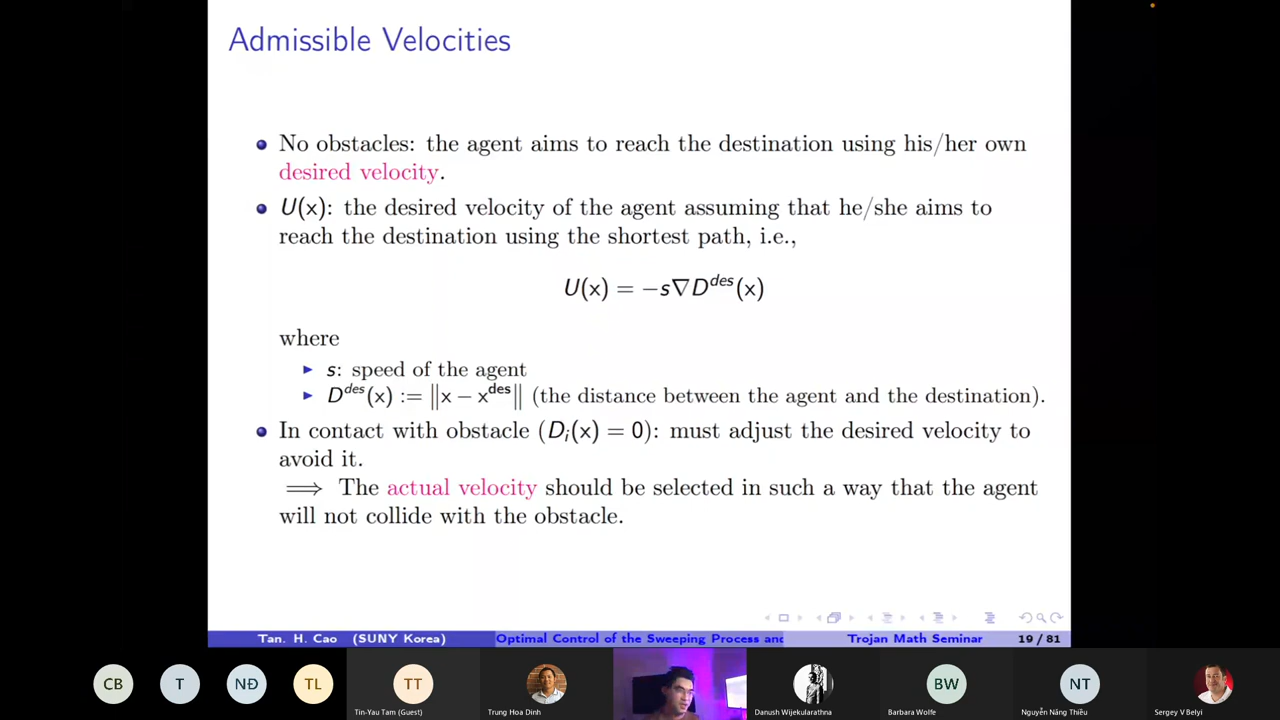 Admissible Velocities
No obstacles: the agent aims to reach the destination using his/her own
desired velocity.
U(x): the desired velocity of the agent assuming that he/she aims to
reach the destination using the shortest path, i.e.,
U(x) = −s∇D^des(x)
where
s: speed of the agent
D^des(x) := ‖x − x^des‖ (the distance between the agent and the destination).
In contact with obstacle (D_i(x) = 0): must adjust the desired velocity to
avoid it.
⟹ The actual velocity should be selected in such a way that the agent
will not collide with the obstacle.
Tan. H. Cao (SUNY Korea) Optimal Control of the Sweeping Process and Trojan Math Seminar 19 / 81
CB T NĐ TL TT BW NT
Tin-Yau Tam (Guest) Trung Hoa Dinh Danush Wijekularathna Barbara Wolfe Nguyễn Năng Thiều Sergey V Belyi